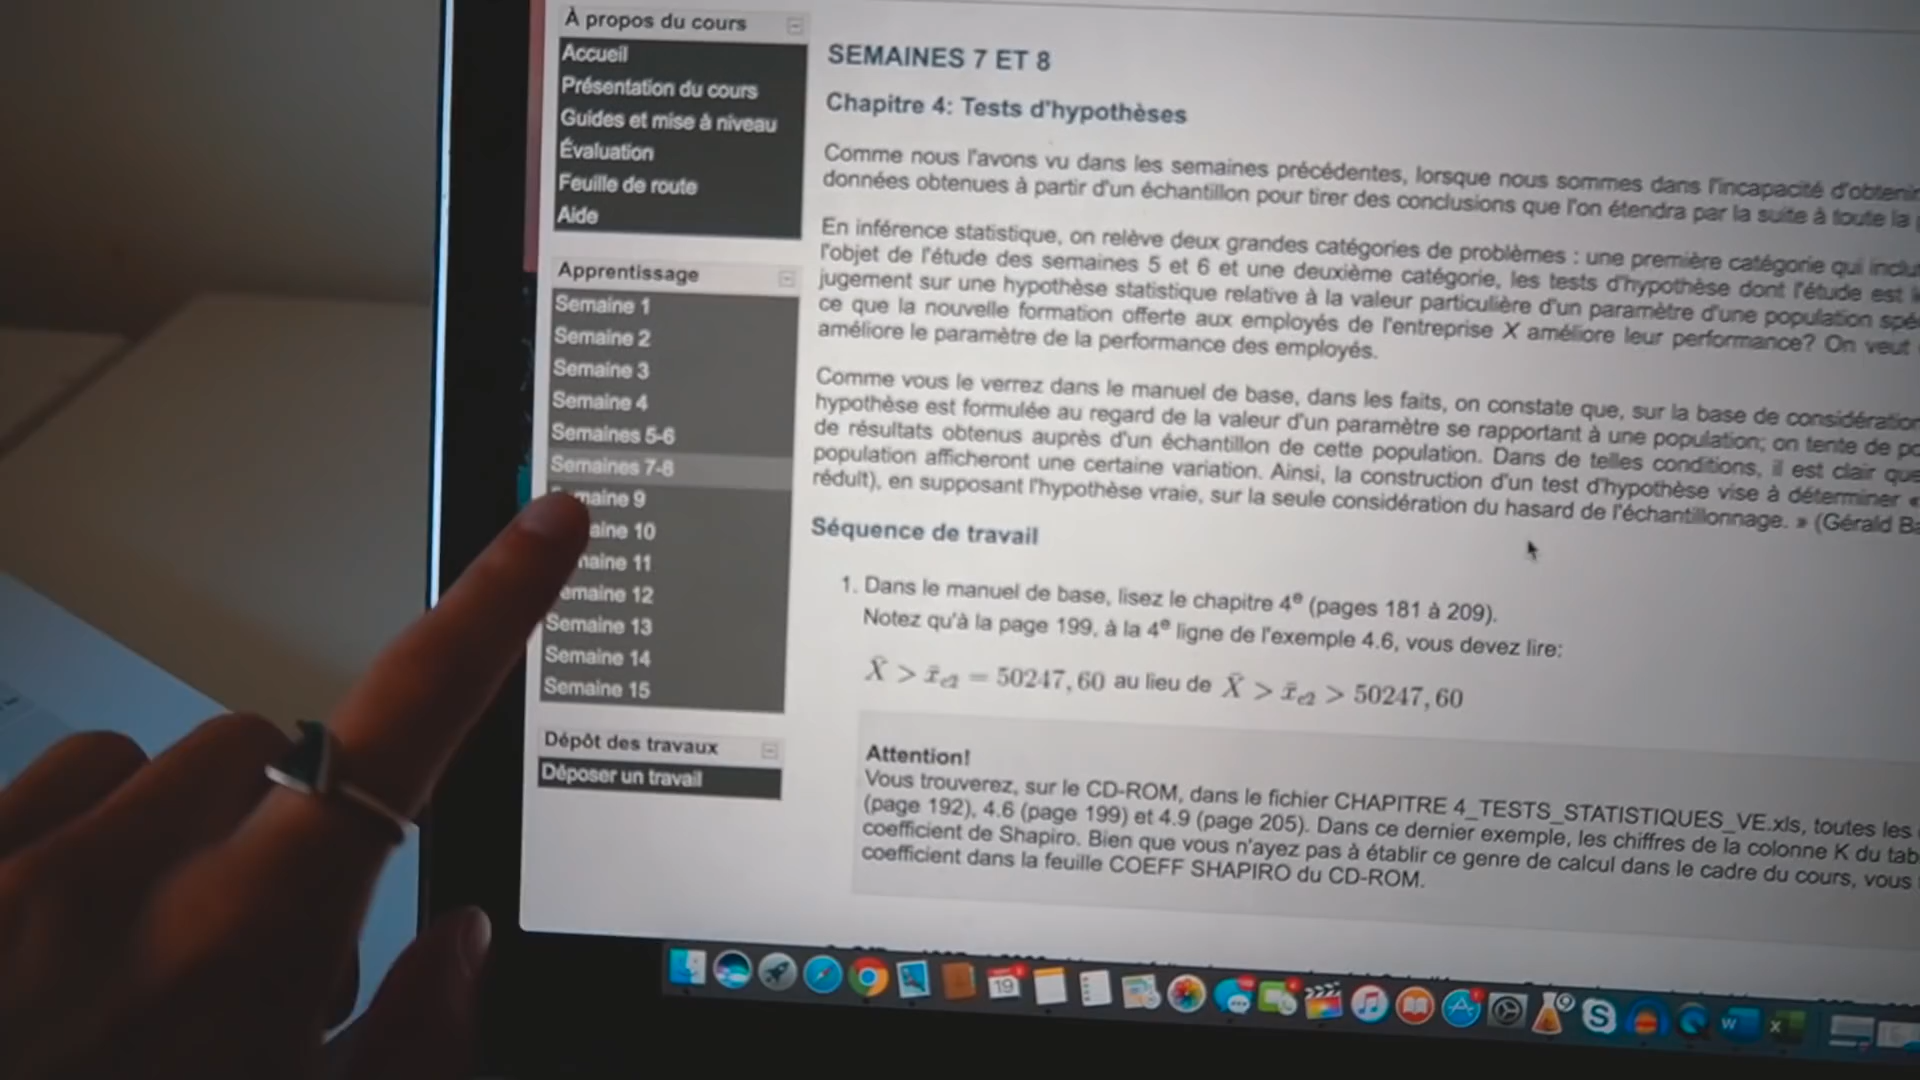 À propos du cours
Accueil
Présentation du cours
Guides et mise à niveau
Évaluation
Feuille de route
Aide
Apprentissage
Semaine 1
Semaine 2
Semaine 3
Semaine 4
Semaines 5-6
Semaines 7-8
maine 9
aine 10
naine 11
emaine 12
Semaine 13
Semaine 14
Semaine 15
Dépôt des travaux
Déposer un travail
SEMAINES 7 ET 8
Chapitre 4: Tests d'hypothèses
Comme nous l'avons vu dans les semaines précédentes, lorsque nous sommes dans l'incapacité d'obtenir
données obtenues à partir d'un échantillon pour tirer des conclusions que l'on étendra par la suite à toute la
En inférence statistique, on relève deux grandes catégories de problèmes : une première catégorie qui inclut
l'objet de l'étude des semaines 5 et 6 et une deuxième catégorie, les tests d'hypothèse dont l'étude est
jugement sur une hypothèse statistique relative à la valeur particulière d'un paramètre d'une population spé
ce que la nouvelle formation offerte aux employés de l'entreprise X améliore leur performance? On veut
améliore le paramètre de la performance des employés.
Comme vous le verrez dans le manuel de base, dans les faits, on constate que, sur la base de considération
hypothèse est formulée au regard de la valeur d'un paramètre se rapportant à une population; on tente de
de résultats obtenus auprès d'un échantillon de cette population. Dans de telles conditions, il est clair que
population afficheront une certaine variation. Ainsi, la construction d'un test d'hypothèse vise à déterminer «
réduit), en supposant l'hypothèse vraie, sur la seule considération du hasard de l'échantillonnage. » (Gérald Ba
Séquence de travail
1. Dans le manuel de base, lisez le chapitre 4e (pages 181 à 209).
Notez qu'à la page 199, à la 4e ligne de l'exemple 4.6, vous devez lire:
X̄ > x̄c2 = 50247,60 au lieu de X̄ > x̄c2 > 50247,60
Attention!
Vous trouverez, sur le CD-ROM, dans le fichier CHAPITRE 4_TESTS_STATISTIQUES_VE.xls, toutes les
(page 192), 4.6 (page 199) et 4.9 (page 205). Dans ce dernier exemple, les chiffres de la colonne K du tab
coefficient de Shapiro. Bien que vous n'ayez pas à établir ce genre de calcul dans le cadre du cours, vous
coefficient dans la feuille COEFF SHAPIRO du CD-ROM.
19